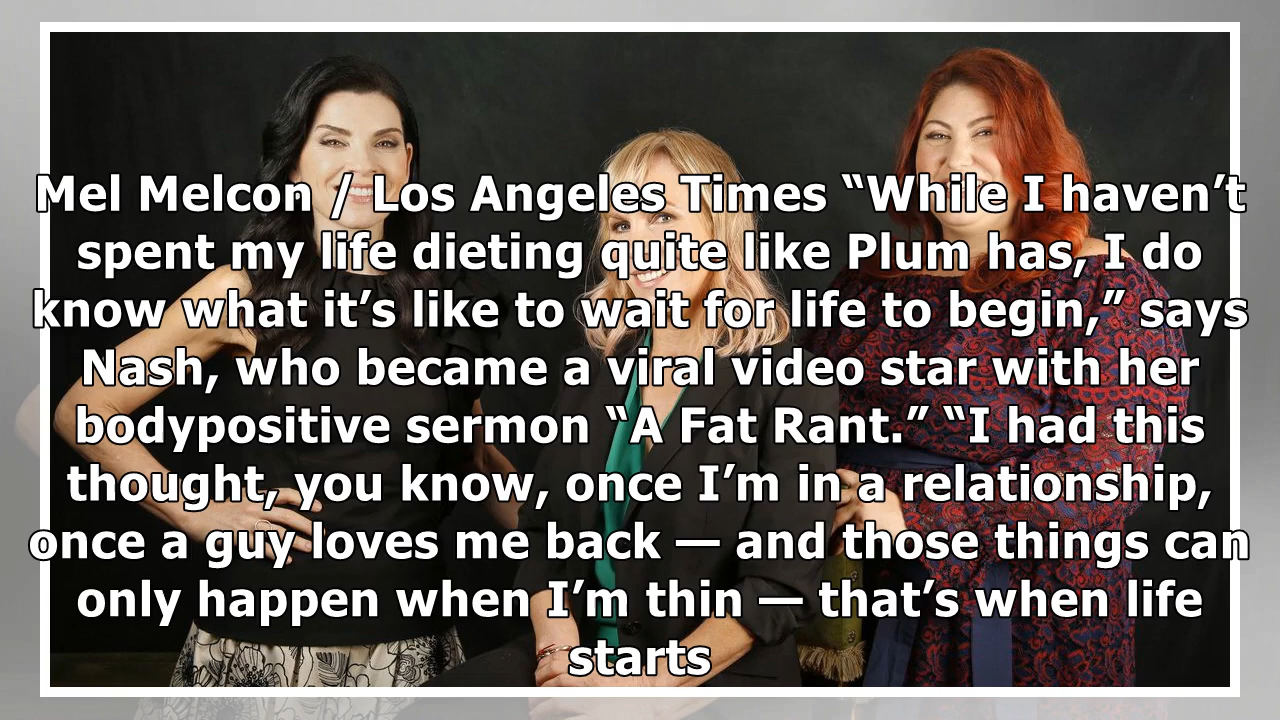 Mel Melcon / Los Angeles Times “While I haven’t
spent my life dieting quite like Plum has, I do
know what it’s like to wait for life to begin,” says
Nash, who became a viral video star with her
bodypositive sermon “A Fat Rant.” “I had this
thought, you know, once I’m in a relationship,
once a guy loves me back — and those things can
only happen when I’m thin — that’s when life
starts